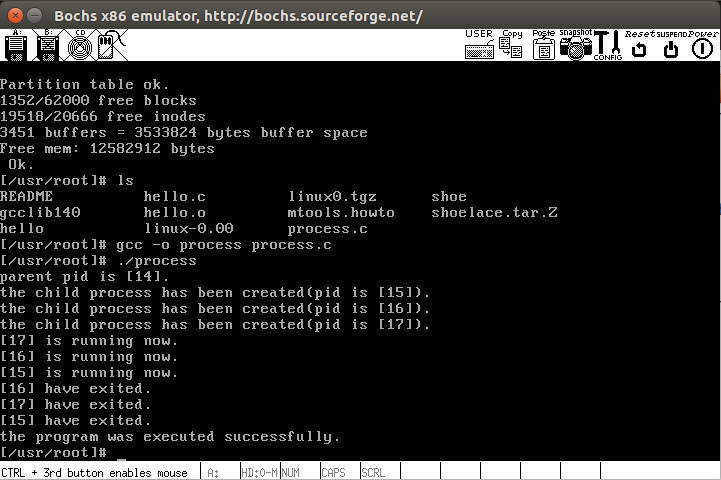 Bochs x86 emulator, http://bochs.sourceforge.net/
A: B: CD USER Copy Paste snapshot CONFIG Reset SUSPEND Power
Partition table ok.
1352/62000 free blocks
19518/20666 free inodes
3451 buffers = 3533824 bytes buffer space
Free mem: 12582912 bytes
Ok.
[/usr/root]# ls
README hello.c linux0.tgz shoe
gcclib140 hello.o mtools.howto shoelace.tar.Z
hello linux-0.00 process.c
[/usr/root]# gcc -o process process.c
[/usr/root]# ./process
parent pid is [14].
the child process has been created(pid is [15]).
the child process has been created(pid is [16]).
the child process has been created(pid is [17]).
[17] is running now.
[16] is running now.
[15] is running now.
[16] have exited.
[17] have exited.
[15] have exited.
the program was executed successfully.
[/usr/root]# _
CTRL + 3rd button enables mouse A: HD:0-M NUM CAPS SCRL